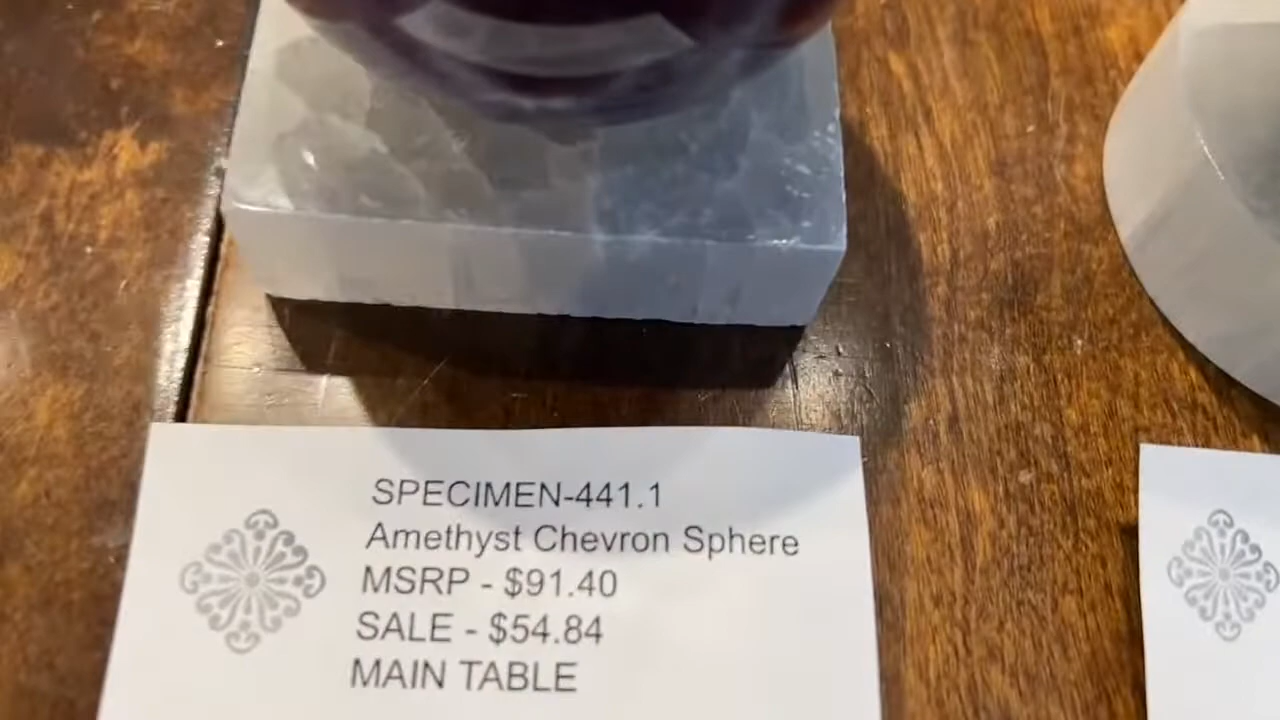 SPECIMEN-441.1
Amethyst Chevron Sphere
MSRP - $91.40
SALE - $54.84
MAIN TABLE